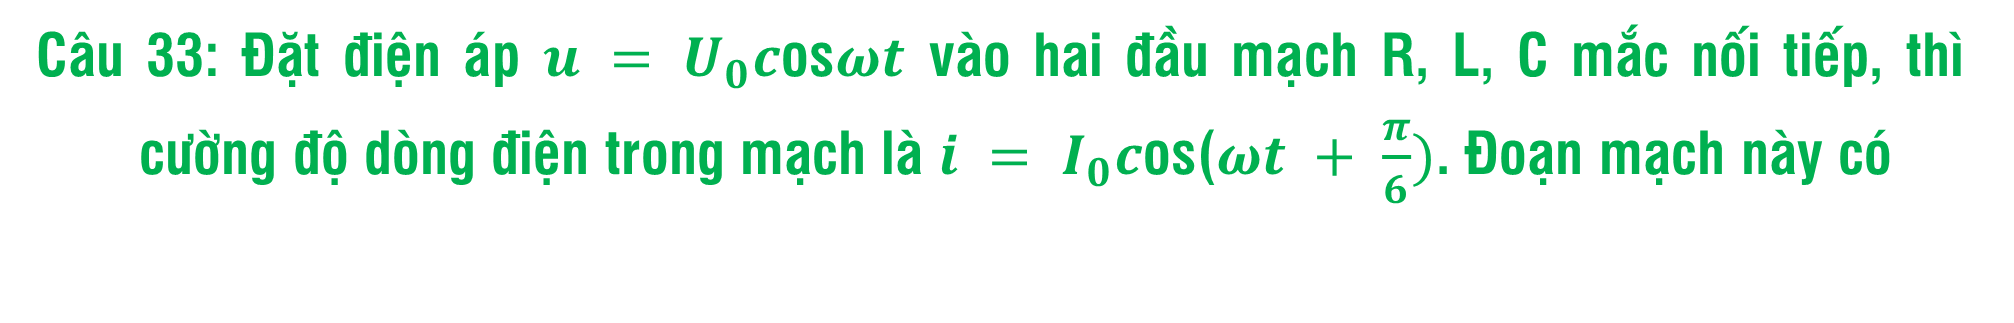 Câu 33: Đặt điện áp u = U₀cosωt vào hai đầu mạch R, L, C mắc nối tiếp, thì
cường độ dòng điện trong mạch là i = I₀cos(ωt + π/6). Đoạn mạch này có